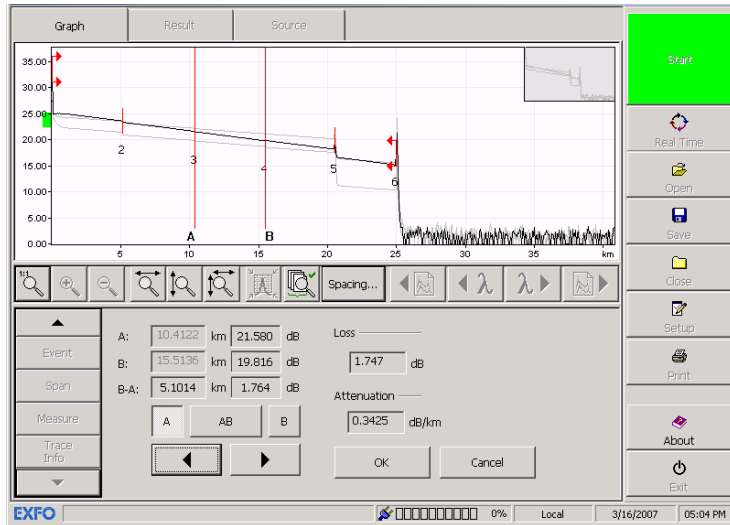 Graph Result Source
35.00
30.00
25.00
20.00
15.00
10.00
5.00
0.00
2 3 4 5 6
A B
5 10 15 20 25 30 35 km
1:1 Spacing... λ λ
Event
Span
Measure
Trace
Info
A: 10.4122 km 21.580 dB
B: 15.5136 km 19.816 dB
B-A: 5.1014 km 1.764 dB
A AB B
Loss
1.747 dB
Attenuation
0.3425 dB/km
OK Cancel
Start
Real Time
Open
Save
Close
Setup
Print
About
Exit
EXFO 0% Local 3/16/2007 05:04 PM